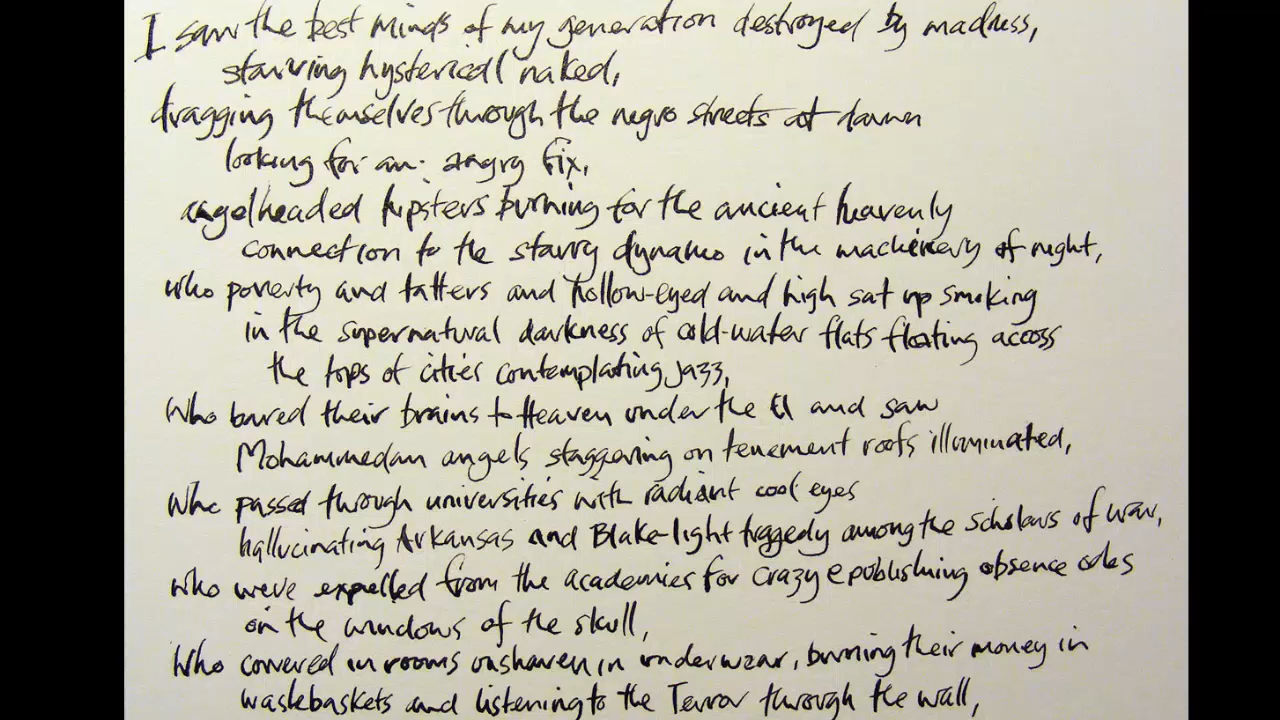 I saw the best minds of my generation destroyed by madness,
starving hysterical naked,
dragging themselves through the negro streets at dawn
looking for an angry fix,
angelheaded hipsters burning for the ancient heavenly
connection to the starry dynamo in the machinery of night,
who poverty and tatters and hollow-eyed and high sat up smoking
in the supernatural darkness of cold-water flats floating across
the tops of cities contemplating jazz,
Who bared their brains to Heaven under the El and saw
Mohammedan angels staggering on tenement roofs illuminated,
Who passed through universities with radiant cool eyes
hallucinating Arkansas and Blake-light tragedy among the scholars of war,
Who were expelled from the academies for crazy & publishing obsence odes
on the windows of the skull,
Who cowered in rooms unshaven in underwear, burning their money in
wastebaskets and listening to the Terror through the wall,